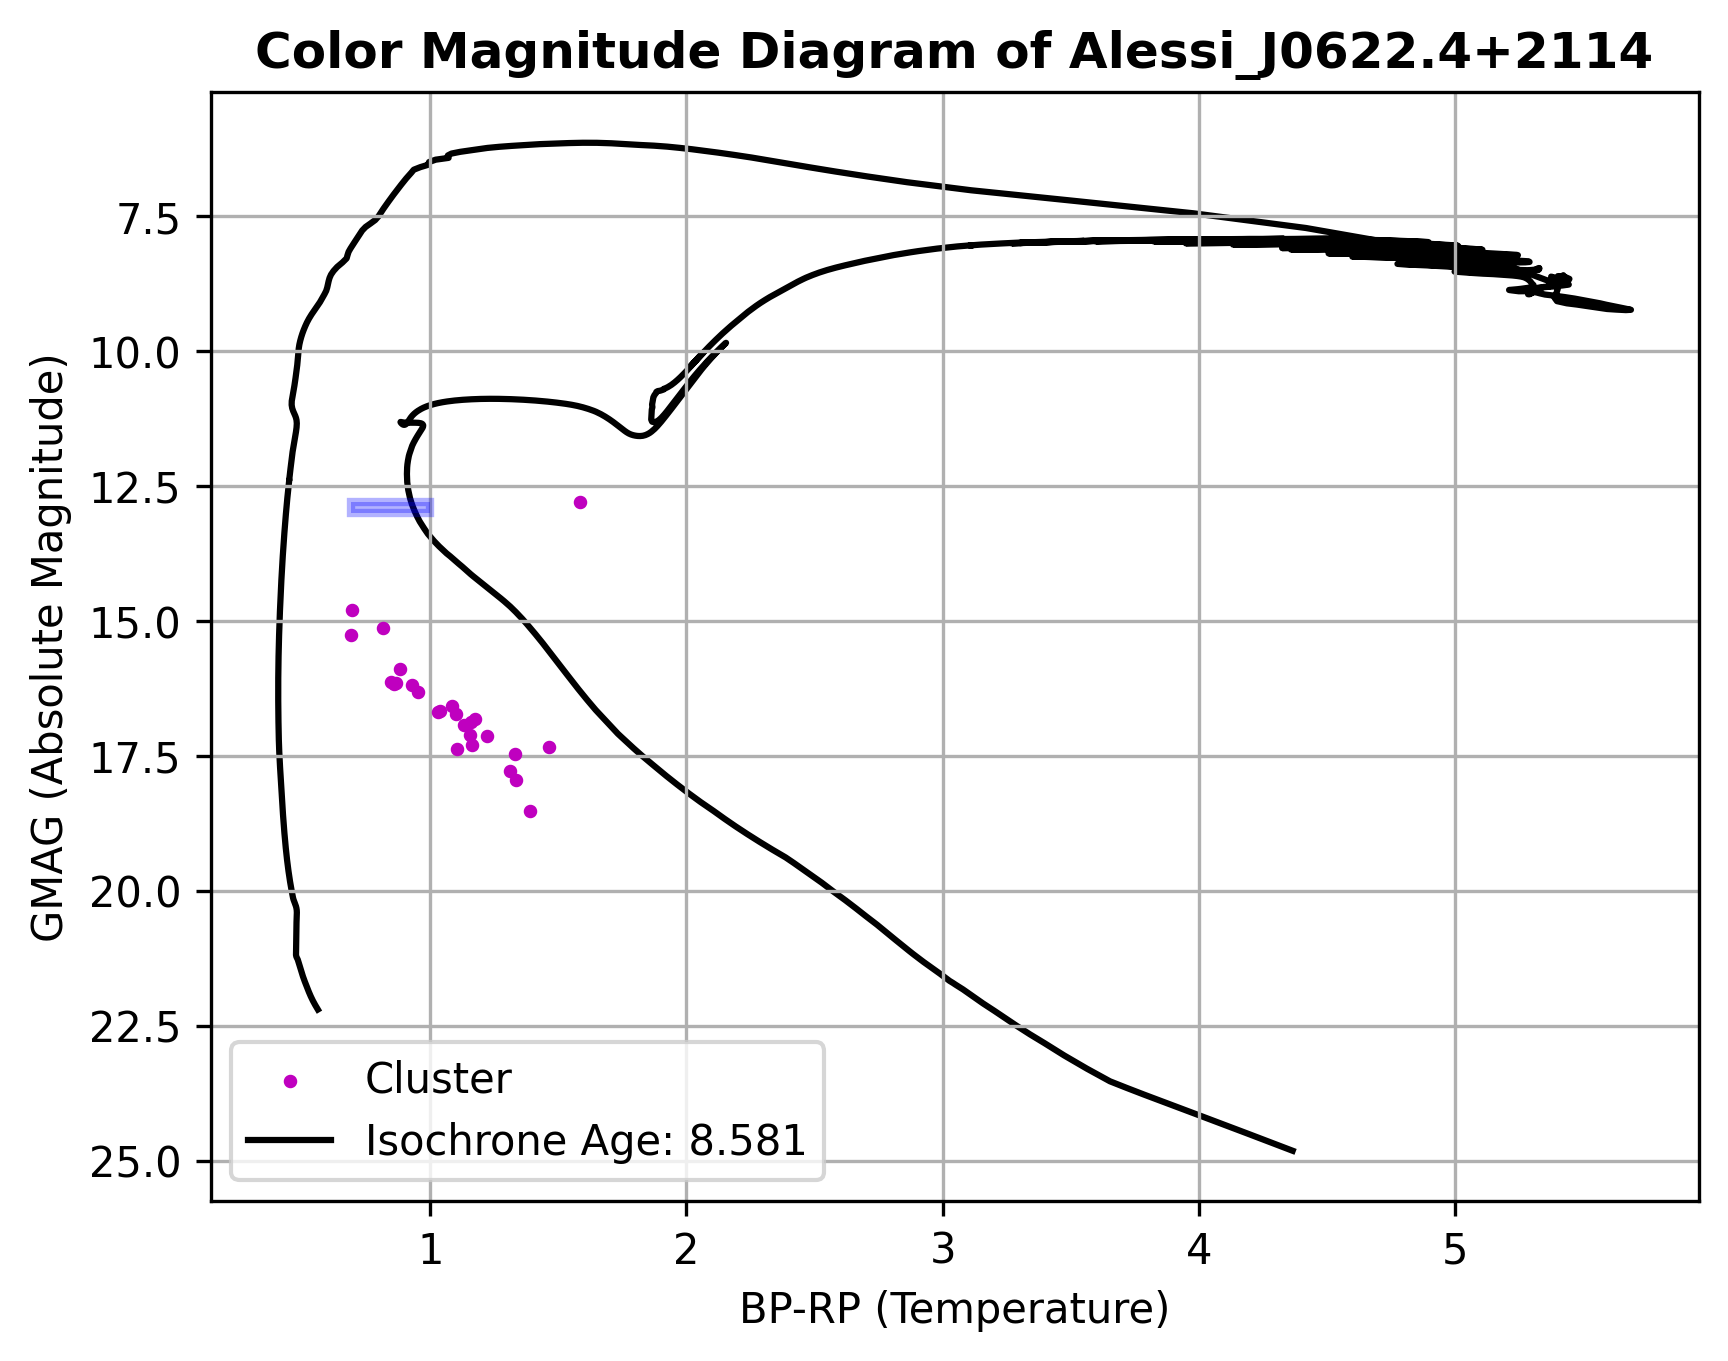 Color Magnitude Diagram of Alessi_J0622.4+2114
GMAG (Absolute Magnitude)
7.5
10.0
12.5
15.0
17.5
20.0
22.5
25.0
Cluster
Isochrone Age: 8.581
1
2
3
4
5
BP-RP (Temperature)